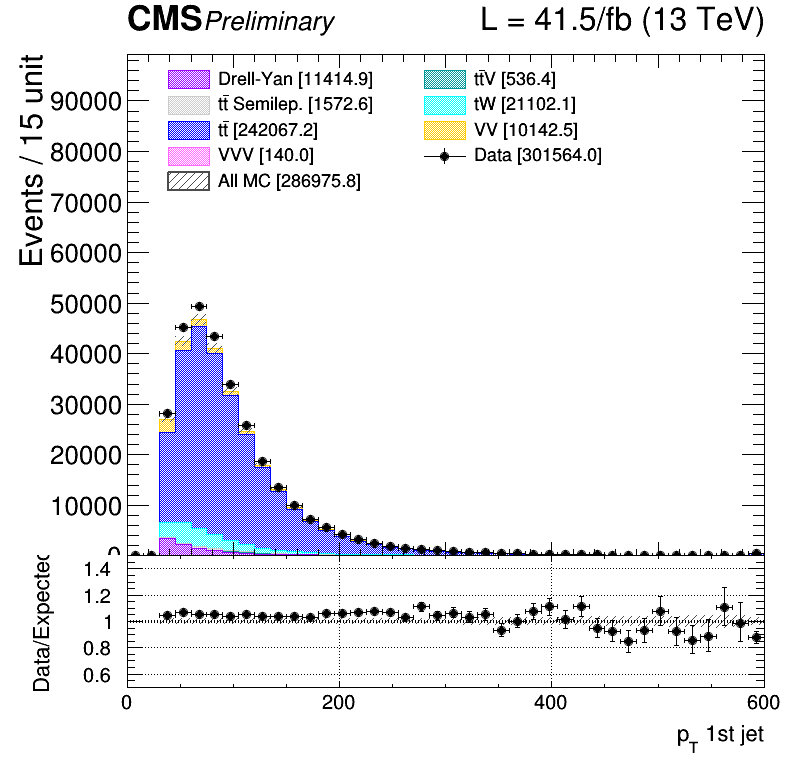 CMS Preliminary L = 41.5/fb (13 TeV)
Events / 15 unit
Drell-Yan [11414.9]
tt̄ Semilep. [1572.6]
tt̄ [242067.2]
VVV [140.0]
All MC [286975.8]
tt̄V [536.4]
tW [21102.1]
VV [10142.5]
Data [301564.0]
90000
80000
70000
60000
50000
40000
30000
20000
10000
0
Data/Expected
1.4
1.2
1
0.8
0.6
0 200 400 600
p_T 1st jet